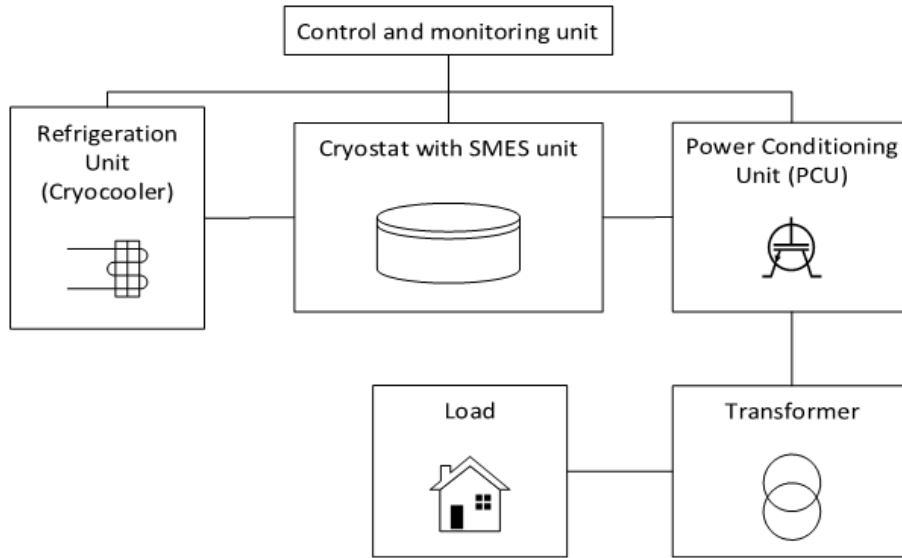 Control and monitoring unit
Refrigeration
Unit
(Cryocooler)
Cryostat with SMES unit
Power Conditioning
Unit (PCU)
Load
Transformer